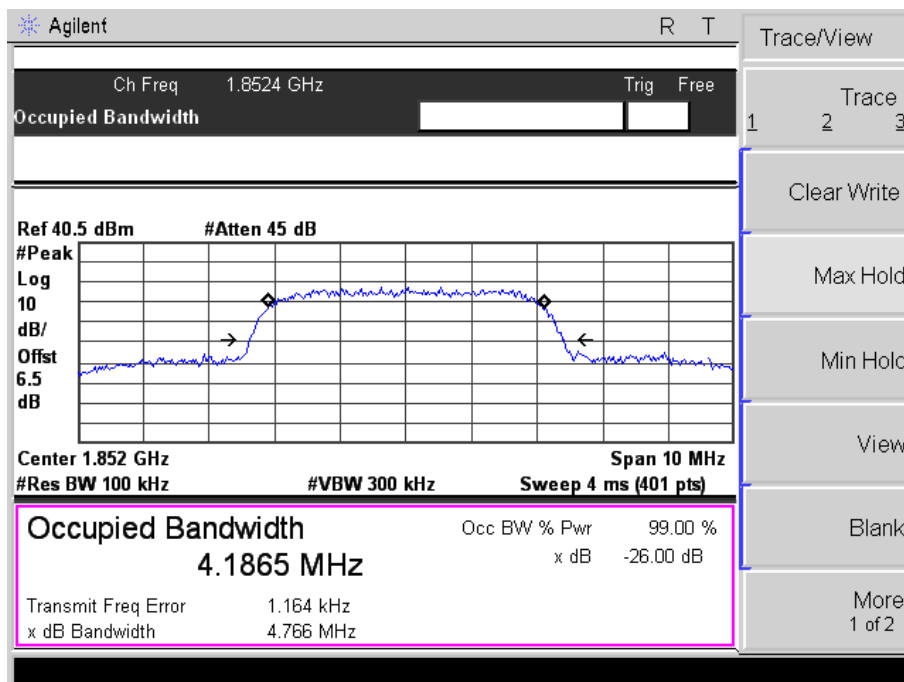 Agilent R T
Trace/View
Ch Freq 1.8524 GHz Trig Free
Occupied Bandwidth
Trace
1 2 3
Clear Write
Max Hold
Min Hold
View
Blank
More
1 of 2
Ref 40.5 dBm #Atten 45 dB
#Peak
Log
10
dB/
Offst
6.5
dB
Center 1.852 GHz Span 10 MHz
#Res BW 100 kHz #VBW 300 kHz Sweep 4 ms (401 pts)
Occupied Bandwidth Occ BW % Pwr 99.00 %
4.1865 MHz x dB -26.00 dB
Transmit Freq Error 1.164 kHz
x dB Bandwidth 4.766 MHz